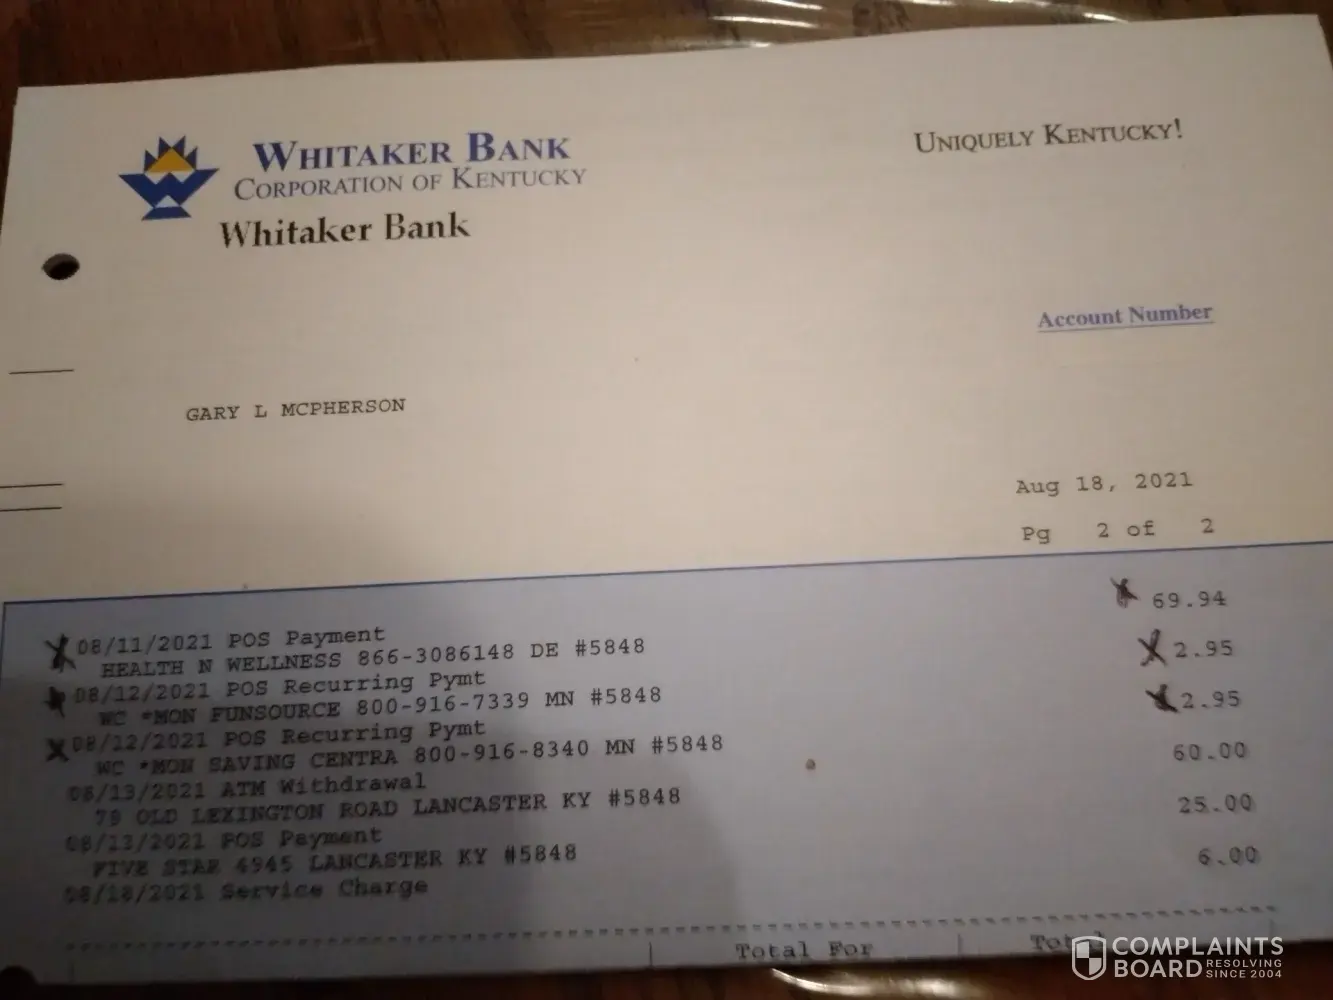 WHITAKER BANK
CORPORATION OF KENTUCKY
UNIQUELY KENTUCKY!
Whitaker Bank
Account Number
GARY L MCPHERSON
Aug 18, 2021
Pg 2 of 2
08/11/2021 POS Payment 69.94
HEALTH N WELLNESS 866-3086148 DE #5848
08/12/2021 POS Recurring Pymt 2.95
WC *MON FUNSOURCE 800-916-7339 MN #5848
08/12/2021 POS Recurring Pymt 2.95
WC *MON SAVING CENTRA 800-916-8340 MN #5848
08/13/2021 ATM Withdrawal 60.00
79 OLD LEXINGTON ROAD LANCASTER KY #5848
08/13/2021 POS Payment 25.00
FIVE STAR 4945 LANCASTER KY #5848
08/18/2021 Service Charge 6.00
Total For
COMPLAINTS
BOARD RESOLVING
SINCE 2004